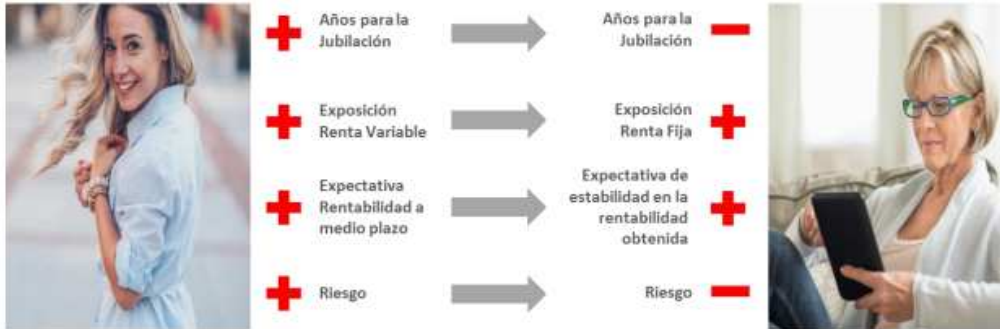 Años para la
Jubilación
Años para la
Jubilación
Exposición
Renta Variable
Exposición
Renta Fija
Expectativa
Rentabilidad a
medio plazo
Expectativa de
estabilidad en la
rentabilidad
obtenida
Riesgo
Riesgo